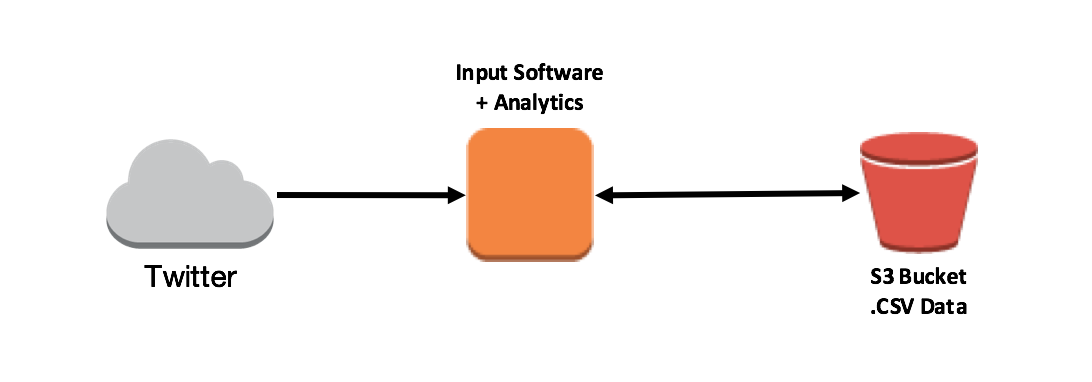 Input Software
+ Analytics
Twitter
S3 Bucket
.CSV Data